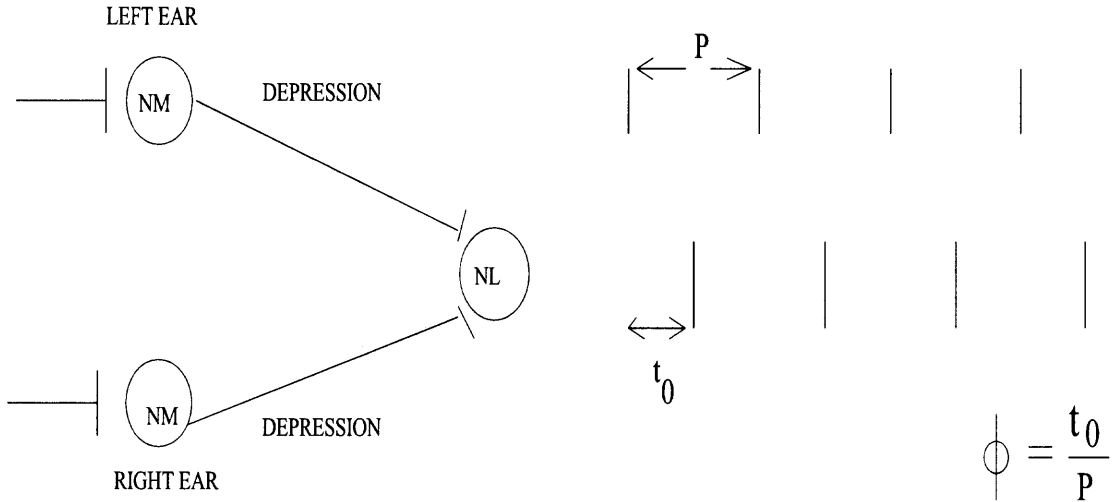 LEFT EAR
NM
DEPRESSION
NL
NM
DEPRESSION
RIGHT EAR
P
t₀
ϕ = t₀/P